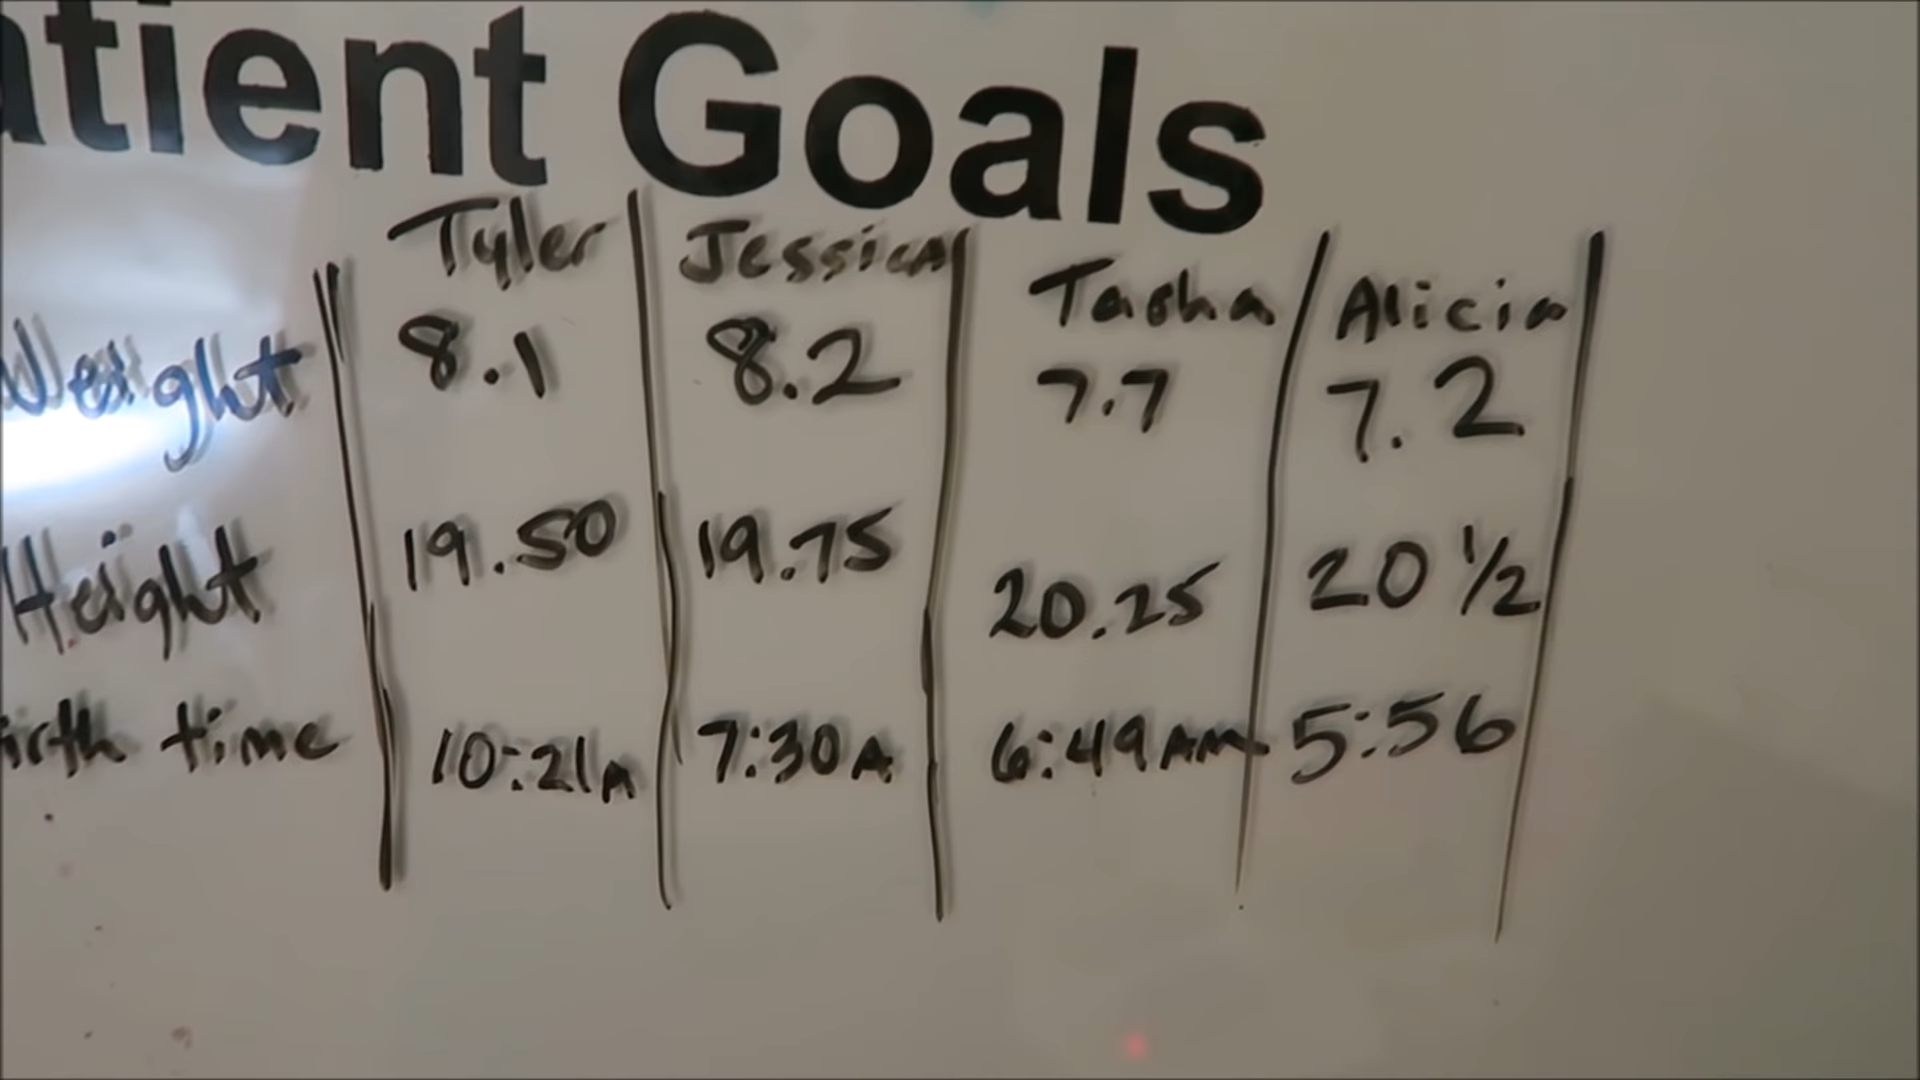 atient Goals
Tyler Jessica Tasha Alicia
Weight 8.1 8.2 7.7 7.2
Height 19.50 19.75 20.25 20 1/2
irth time 10:21A 7:30A 6:49AM 5:56